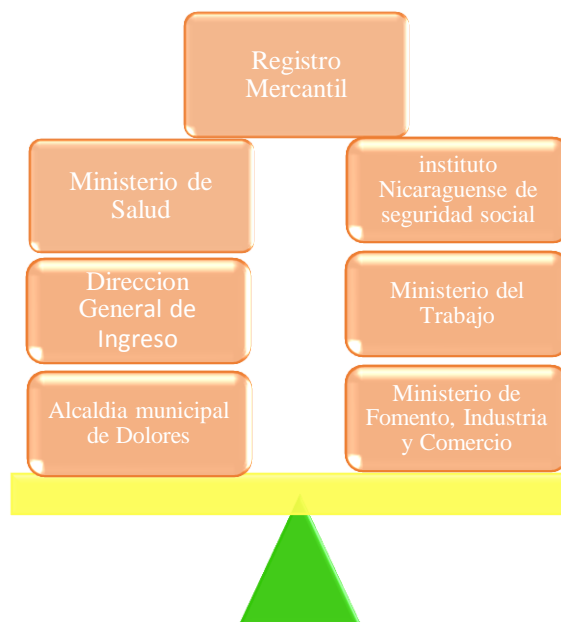 Registro
Mercantil
Ministerio de
Salud
instituto
Nicaraguense de
seguridad social
Direccion
General de
Ingreso
Ministerio del
Trabajo
Alcaldia municipal
de Dolores
Ministerio de
Fomento, Industria
y Comercio